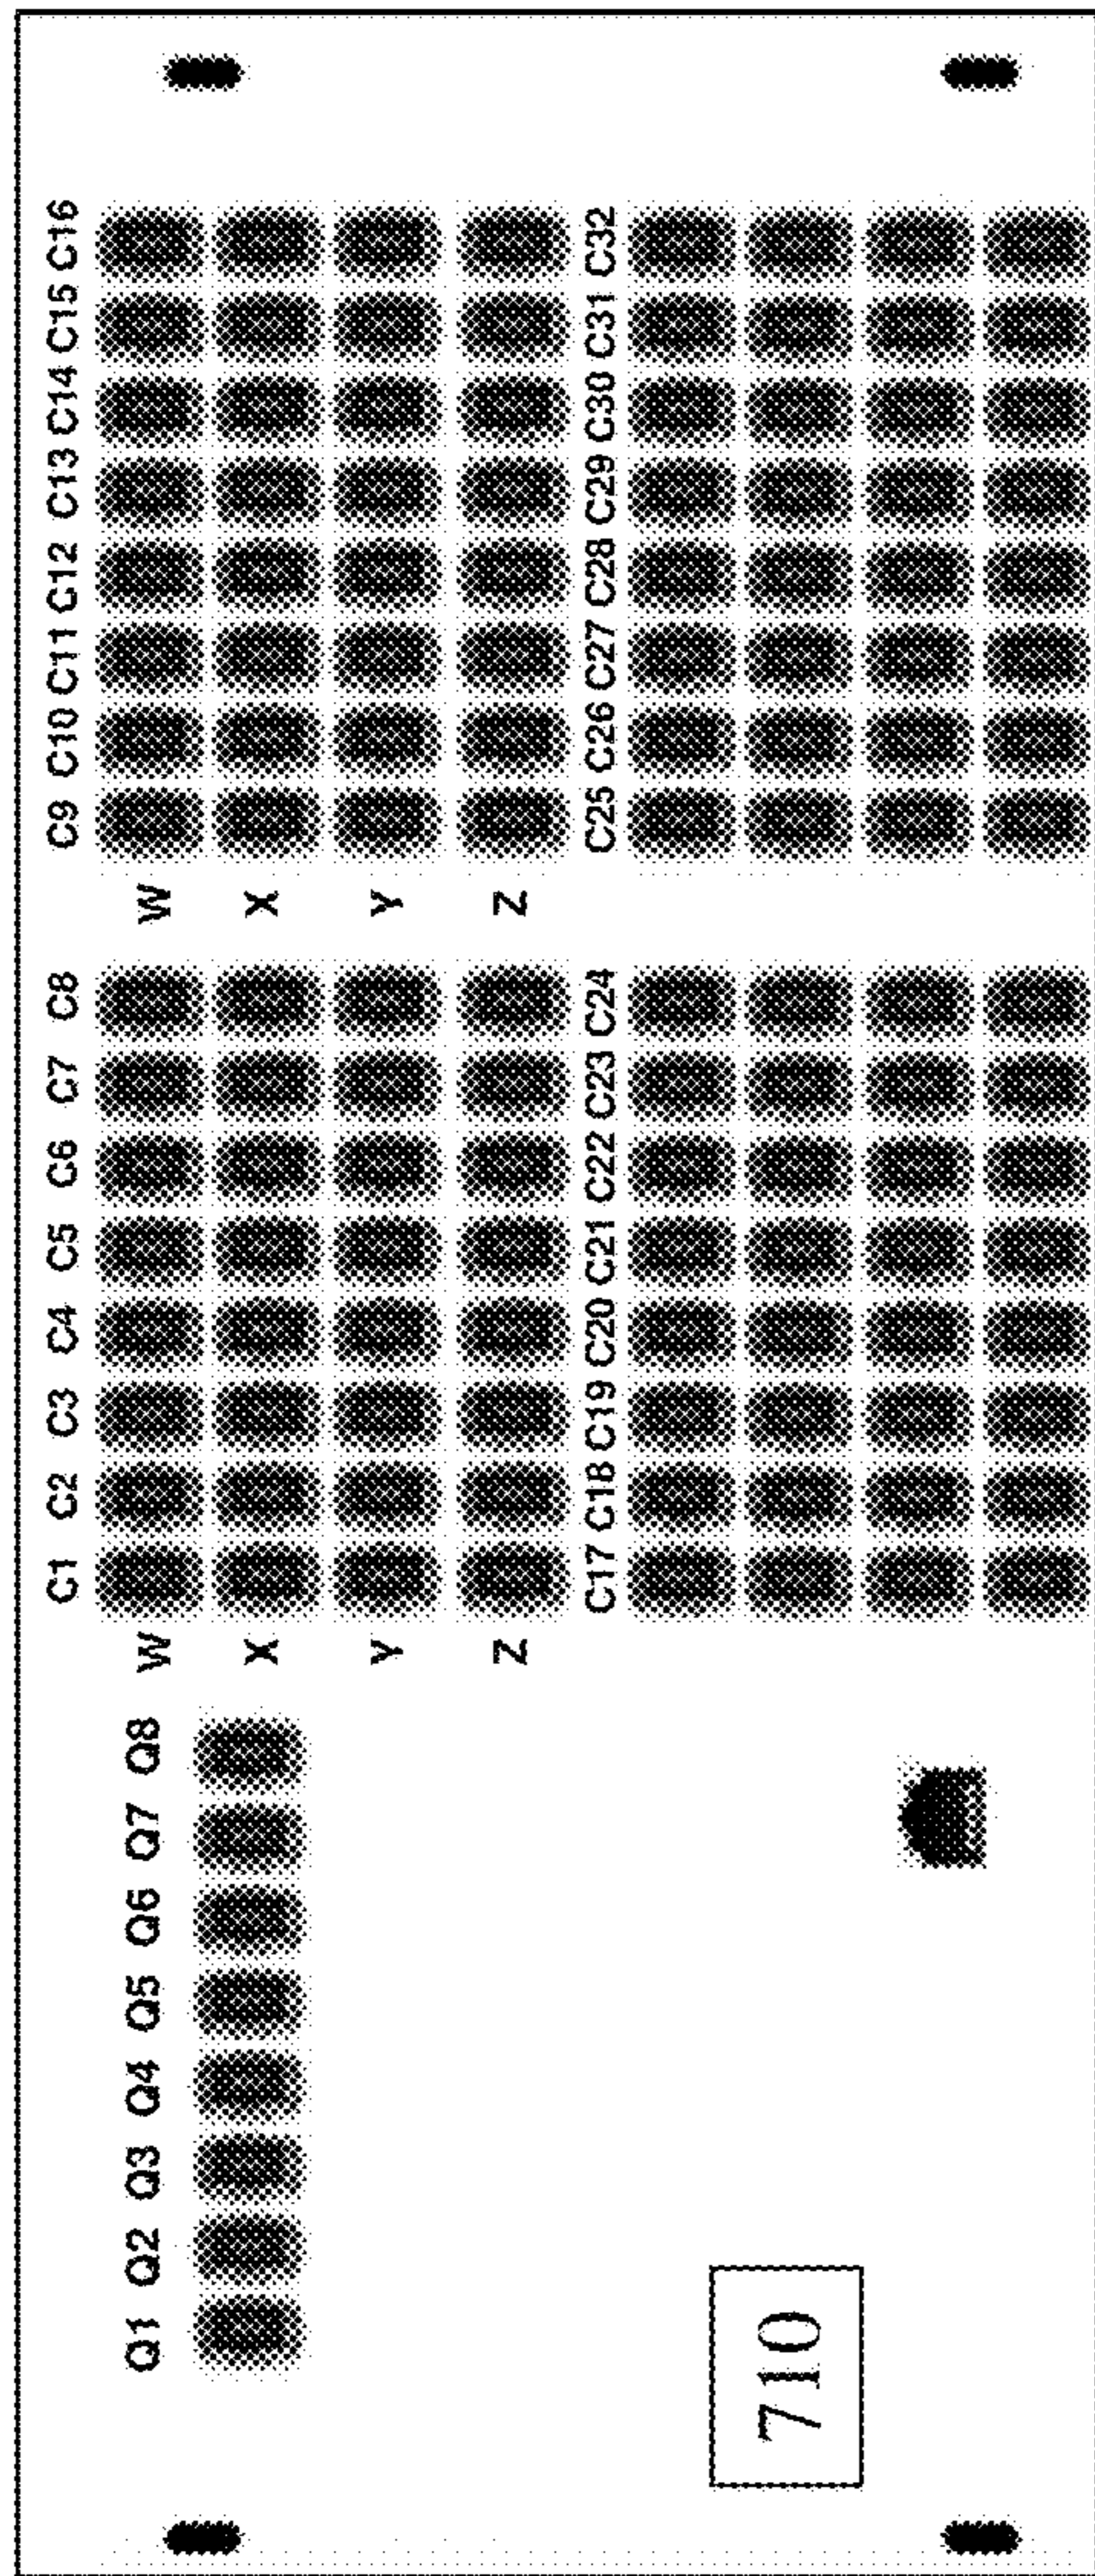 Q1 Q2 Q3 Q4 Q5 Q6 Q7 Q8
C1 C2 C3 C4 C5 C6 C7 C8
C9 C10 C11 C12 C13 C14 C15 C16
W
W
X
X
Y
Y
Z
Z
C17 C18 C19 C20 C21 C22 C23 C24
C25 C26 C27 C28 C29 C30 C31 C32
710